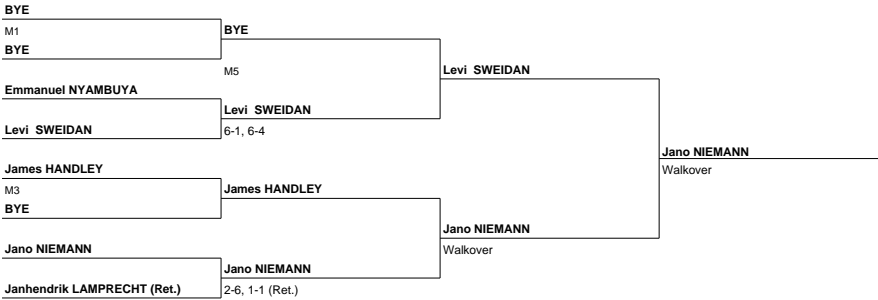 BYE
M1
BYE
BYE
M5
Emmanuel NYAMBUYA
Levi SWEIDAN
Levi SWEIDAN
6-1, 6-4
Levi SWEIDAN
James HANDLEY
M3
BYE
James HANDLEY
Jano NIEMANN
Janhendrik LAMPRECHT (Ret.)
Jano NIEMANN
2-6, 1-1 (Ret.)
Jano NIEMANN
Walkover
Jano NIEMANN
Walkover